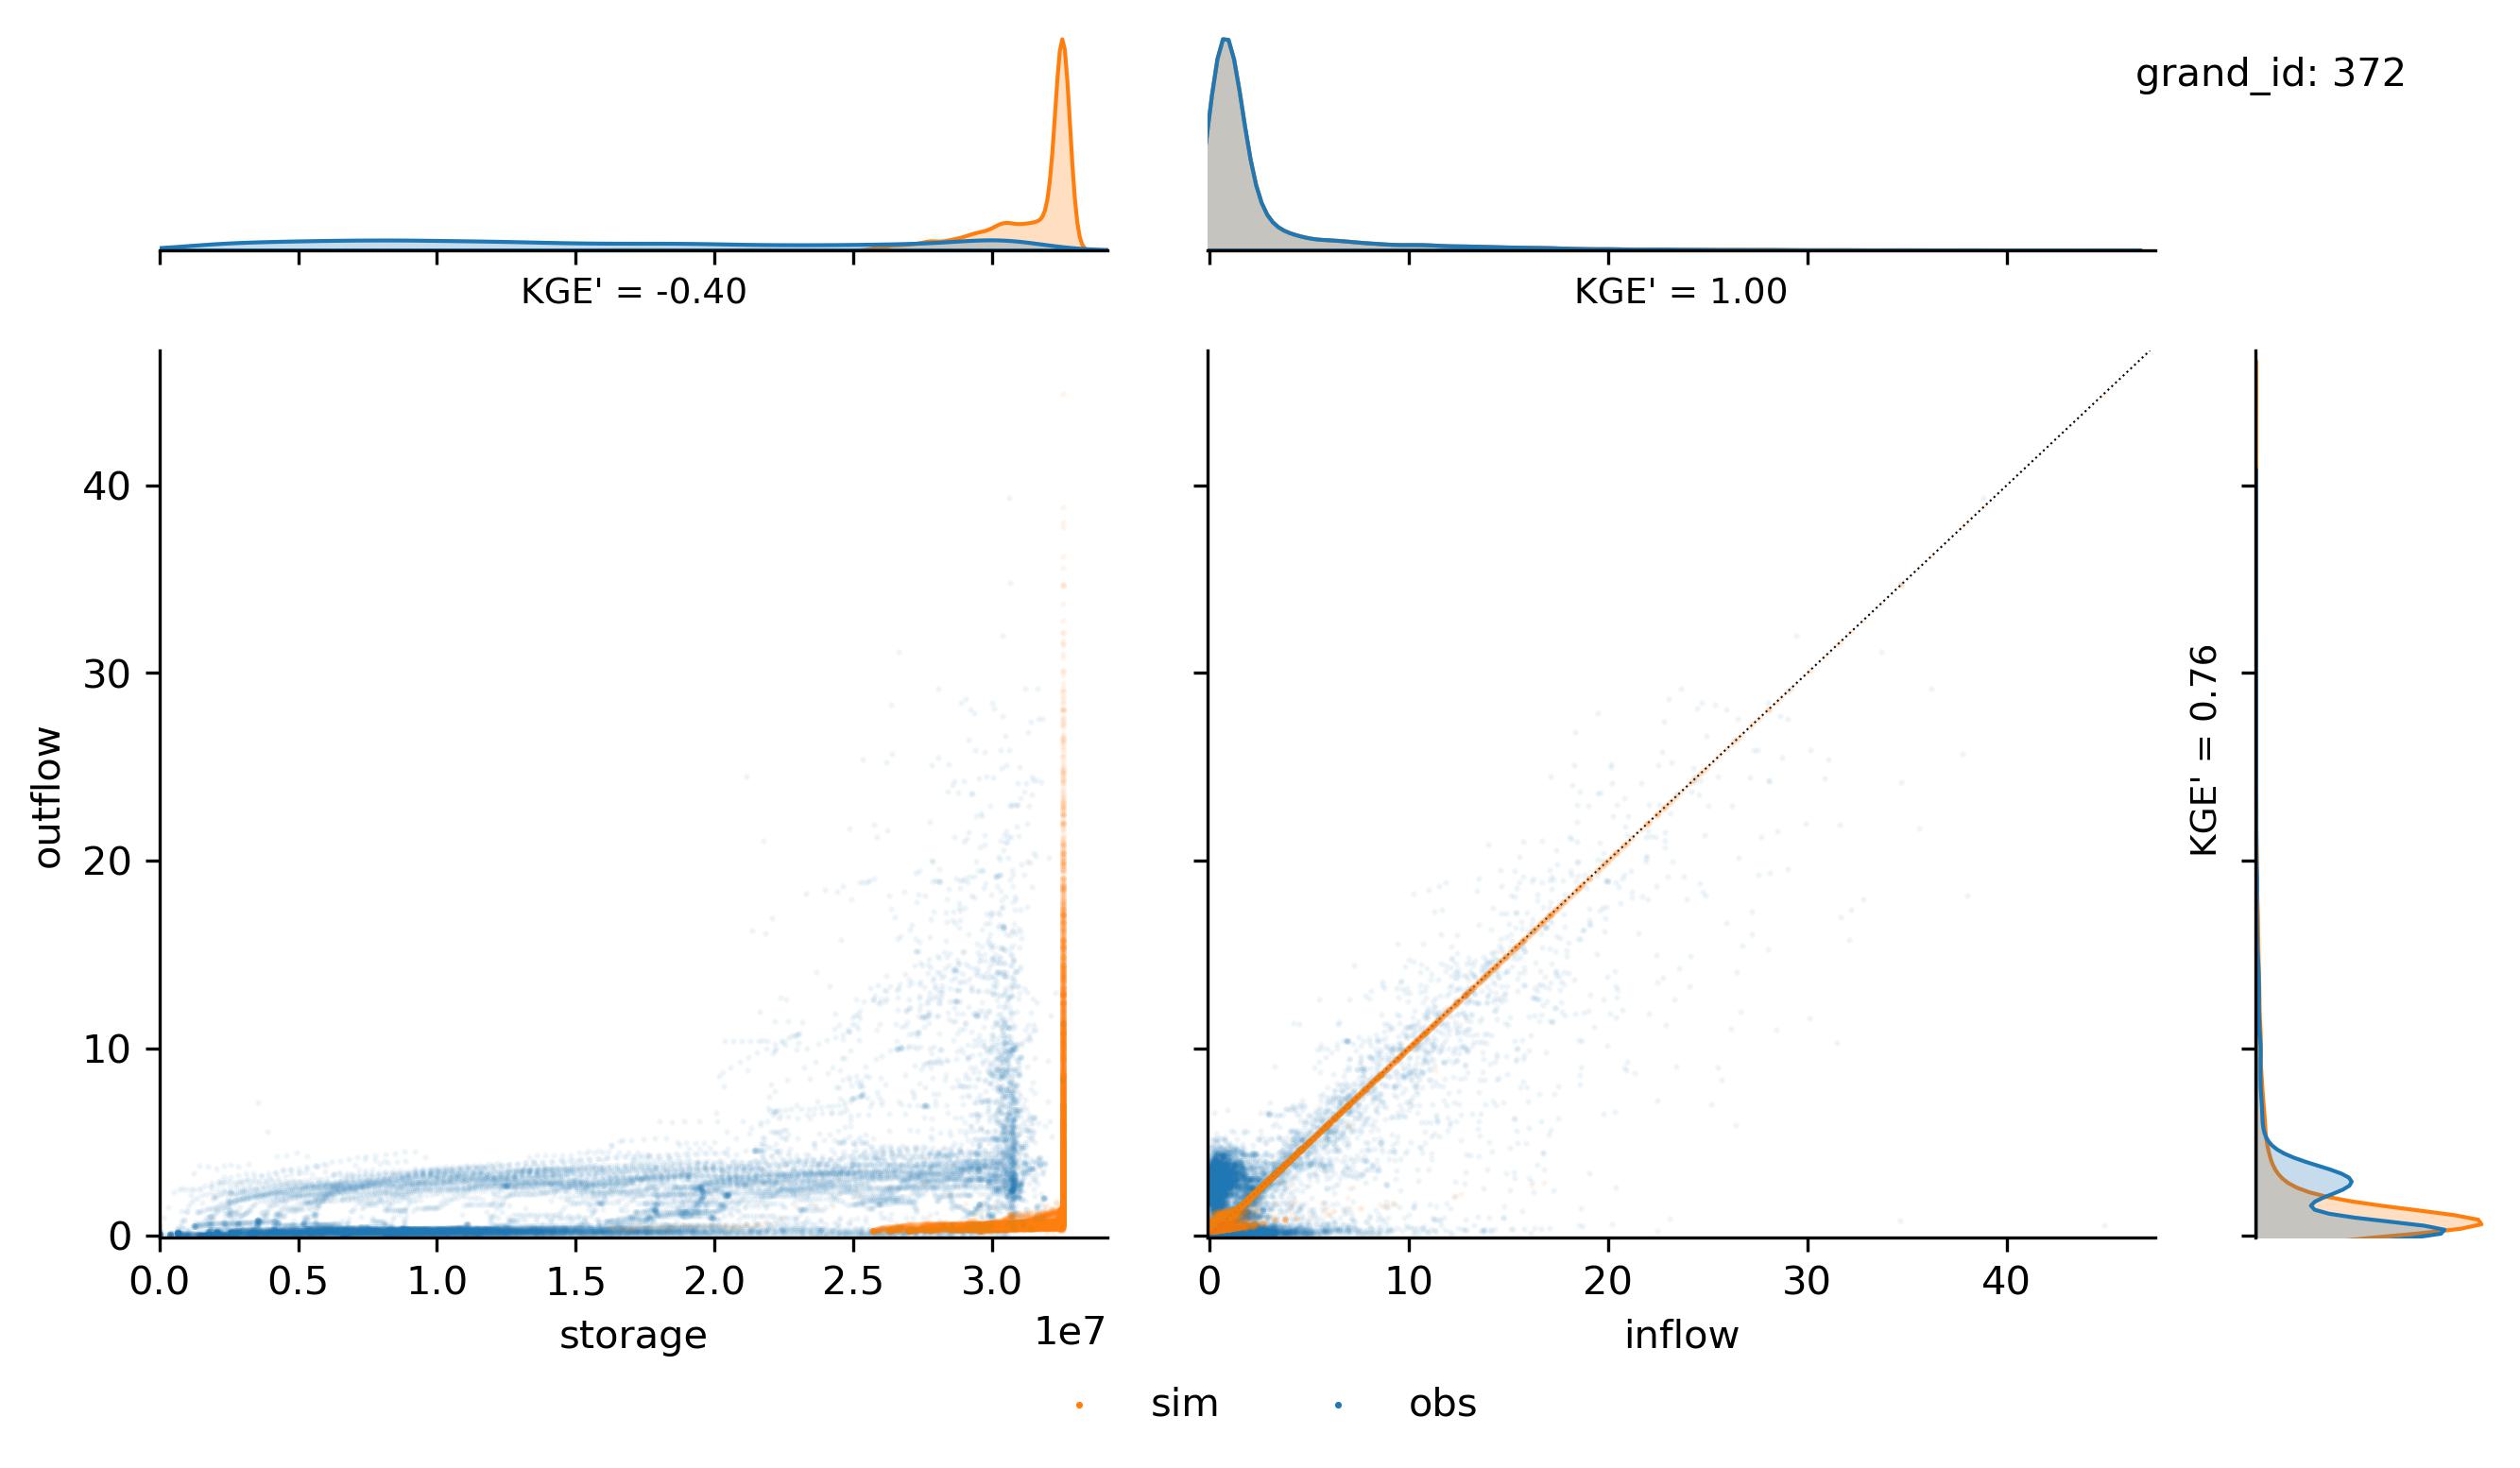 grand_id: 372
KGE' = -0.40
KGE' = 1.00
40
30
20
10
0
outflow
KGE' = 0.76
0.0 0.5 1.0 1.5 2.0 2.5 3.0
1e7
storage
0 10 20 30 40
inflow
sim obs